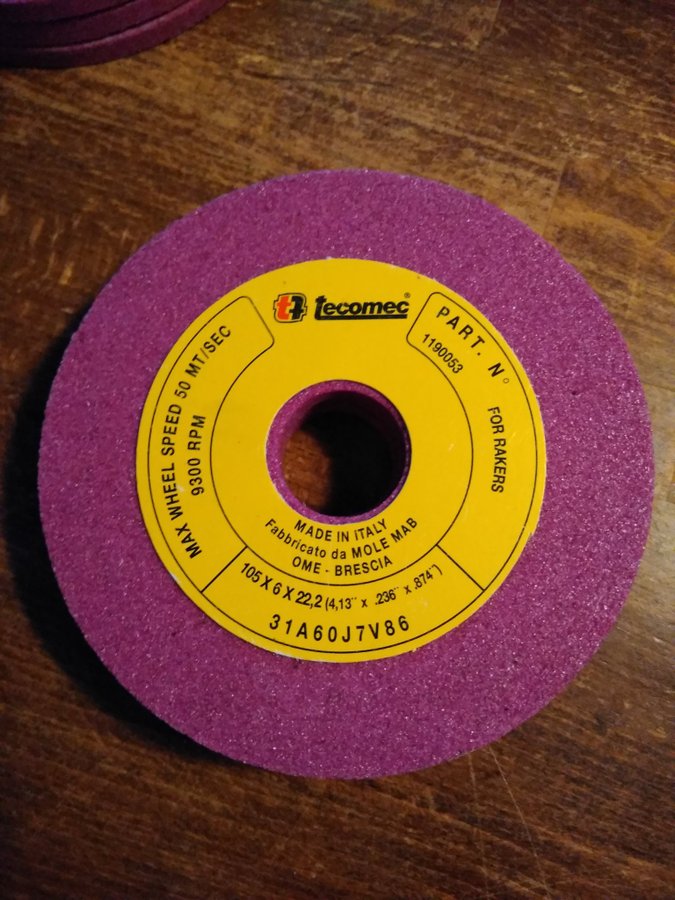 tecomec®
MAX WHEEL SPEED 50 MT/SEC
9300 RPM
PART. N°
1190053
FOR RAKERS
MADE IN ITALY
Fabbricato da MOLE MAB
OME - BRESCIA
105 X 6 X 22,2 (4,13" x .236" x .874")
31A60J7V86